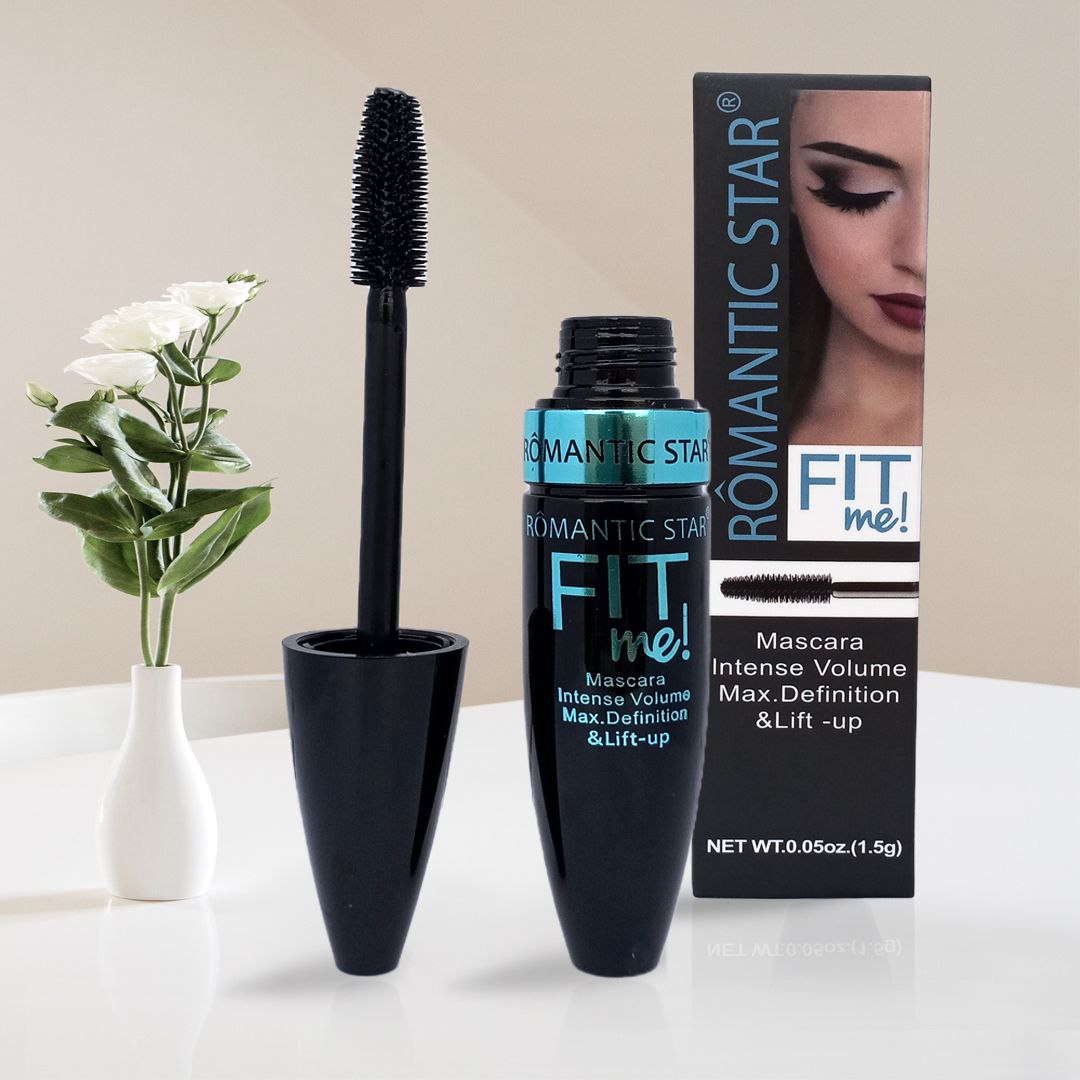 RÔMANTIC STAR
RÔMANTIC STAR®
FIT
me!
Mascara
Intense Volume
Max.Definition
&Lift-up
RÔMANTIC STAR®
FIT
me!
Mascara
Intense Volume
Max.Definition
&Lift -up
NET WT.0.05oz.(1.5g)